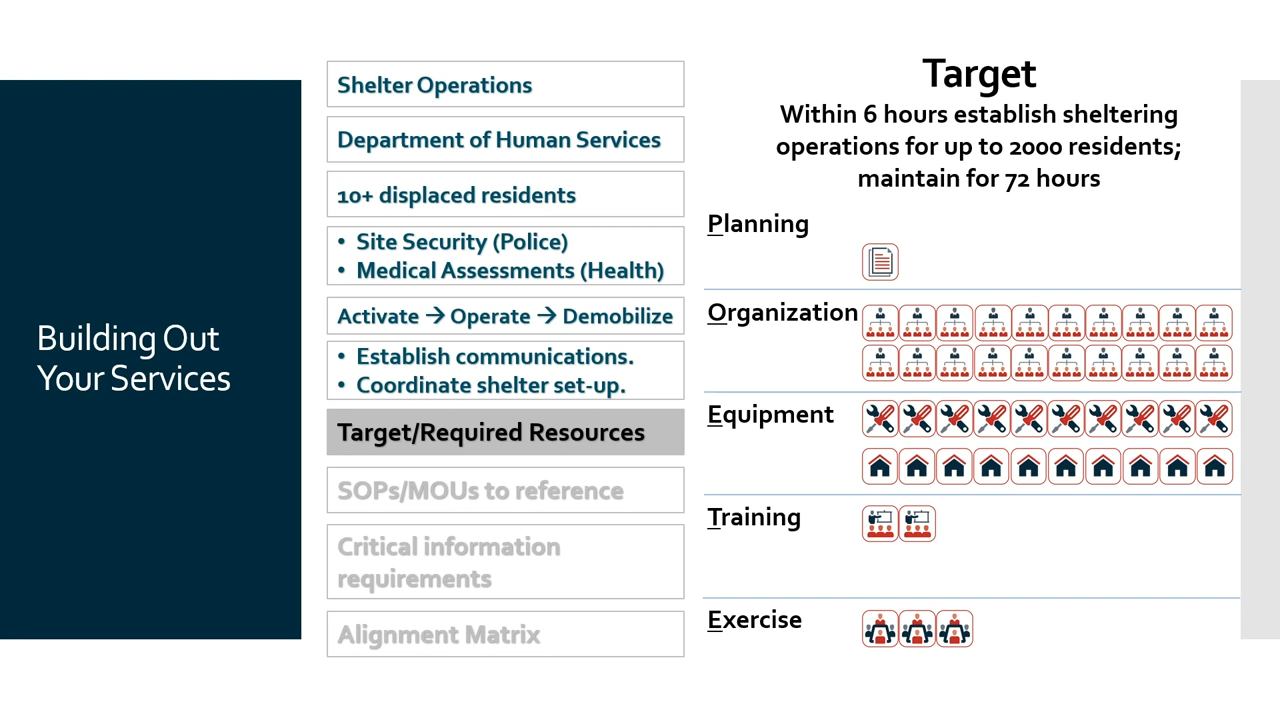 Building Out
Your Services
Shelter Operations
Department of Human Services
10+ displaced residents
• Site Security (Police)
• Medical Assessments (Health)
Activate → Operate → Demobilize
• Establish communications.
• Coordinate shelter set-up.
Target/Required Resources
SOPs/MOUs to reference
Critical information
requirements
Alignment Matrix
Target
Within 6 hours establish sheltering
operations for up to 2000 residents;
maintain for 72 hours
Planning
Organization
Equipment
Training
Exercise